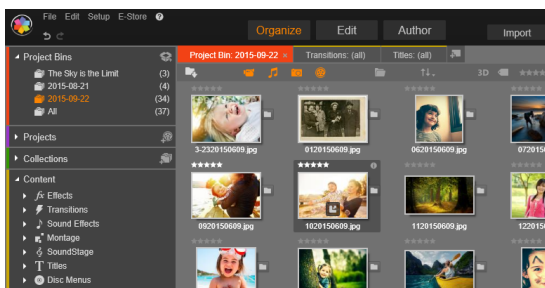 File Edit Setup E-Store ?
Organize Edit Author Import
Project Bins
The Sky is the Limit (3)
2015-08-21 (4)
2015-09-22 (34)
All (37)
Projects
Collections
Content
fx Effects
Transitions
Sound Effects
Montage
SoundStage
T Titles
Disc Menus
Project Bin: 2015-09-22 × Transitions: (all) Titles: (all)
3D
3-2320150609.jpg 0120150609.jpg 0620150609.jpg 0720150
0920150609.jpg 1020150609.jpg 1120150609.jpg 1220150